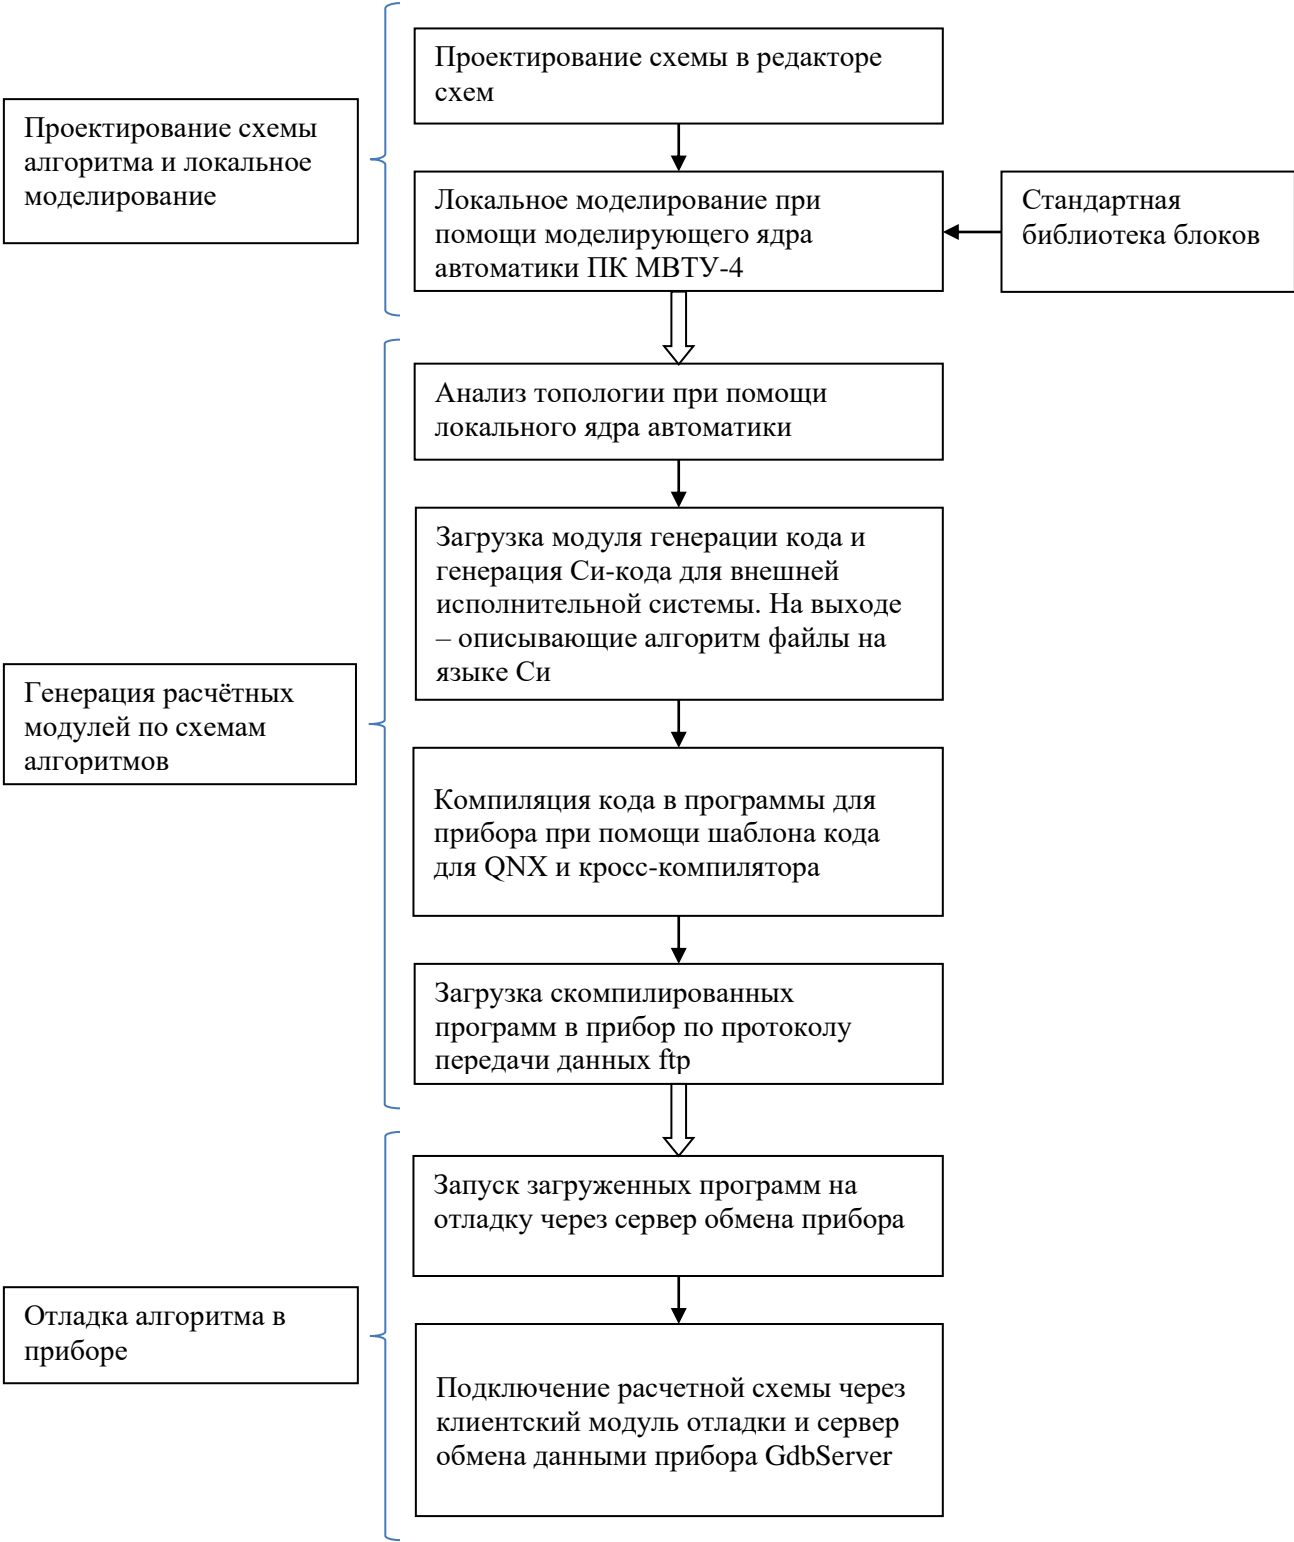 Проектирование схемы в редакторе
схем
Проектирование схемы
алгоритма и локальное
моделирование
Локальное моделирование при
помощи моделирующего ядра
автоматики ПК МВТУ-4
Стандартная
библиотека блоков
Анализ топологии при помощи
локального ядра автоматики
Загрузка модуля генерации кода и
генерация Си-кода для внешней
исполнительной системы. На выходе
– описывающие алгоритм файлы на
языке Си
Генерация расчётных
модулей по схемам
алгоритмов
Компиляция кода в программы для
прибора при помощи шаблона кода
для QNX и кросс-компилятора
Загрузка скомпилированных
программ в прибор по протоколу
передачи данных ftp
Запуск загруженных программ на
отладку через сервер обмена прибора
Отладка алгоритма в
приборе
Подключение расчетной схемы через
клиентский модуль отладки и сервер
обмена данными прибора GdbServer